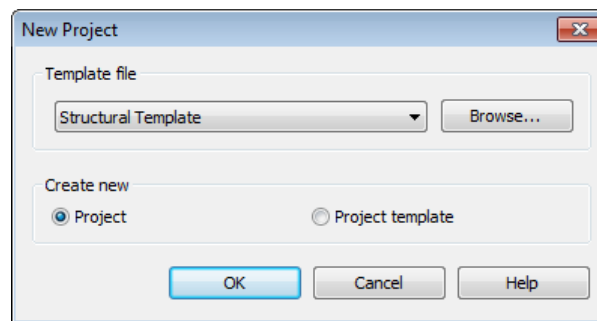 New Project
Template file
Structural Template
Browse...
Create new
Project
Project template
OK
Cancel
Help